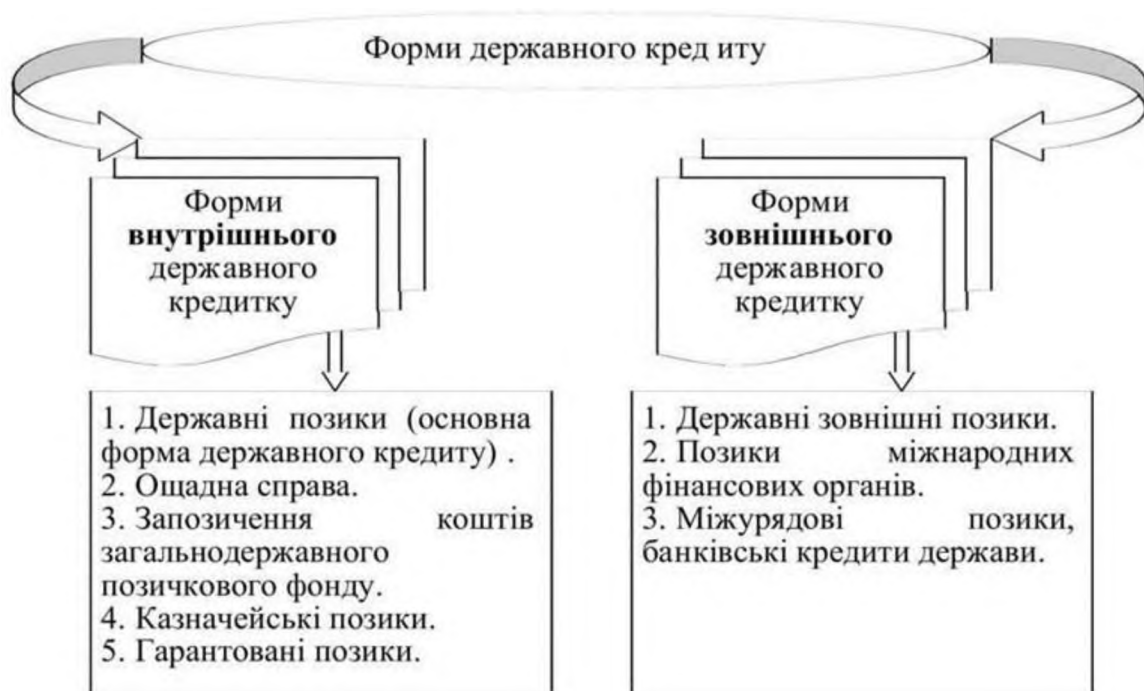 Форми державного кред иту
Форми
внутрішнього
державного
кредитку
Форми
зовнішнього
державного
кредитку
1. Державні позики (основна
форма державного кредиту) .
2. Ощадна справа.
3. Запозичення коштів
загальнодержавного
позичкового фонду.
4. Казначейські позики.
5. Гарантовані позики.
1. Державні зовнішні позики.
2. Позики міжнародних
фінансових органів.
3. Міжурядові позики,
банківські кредити держави.